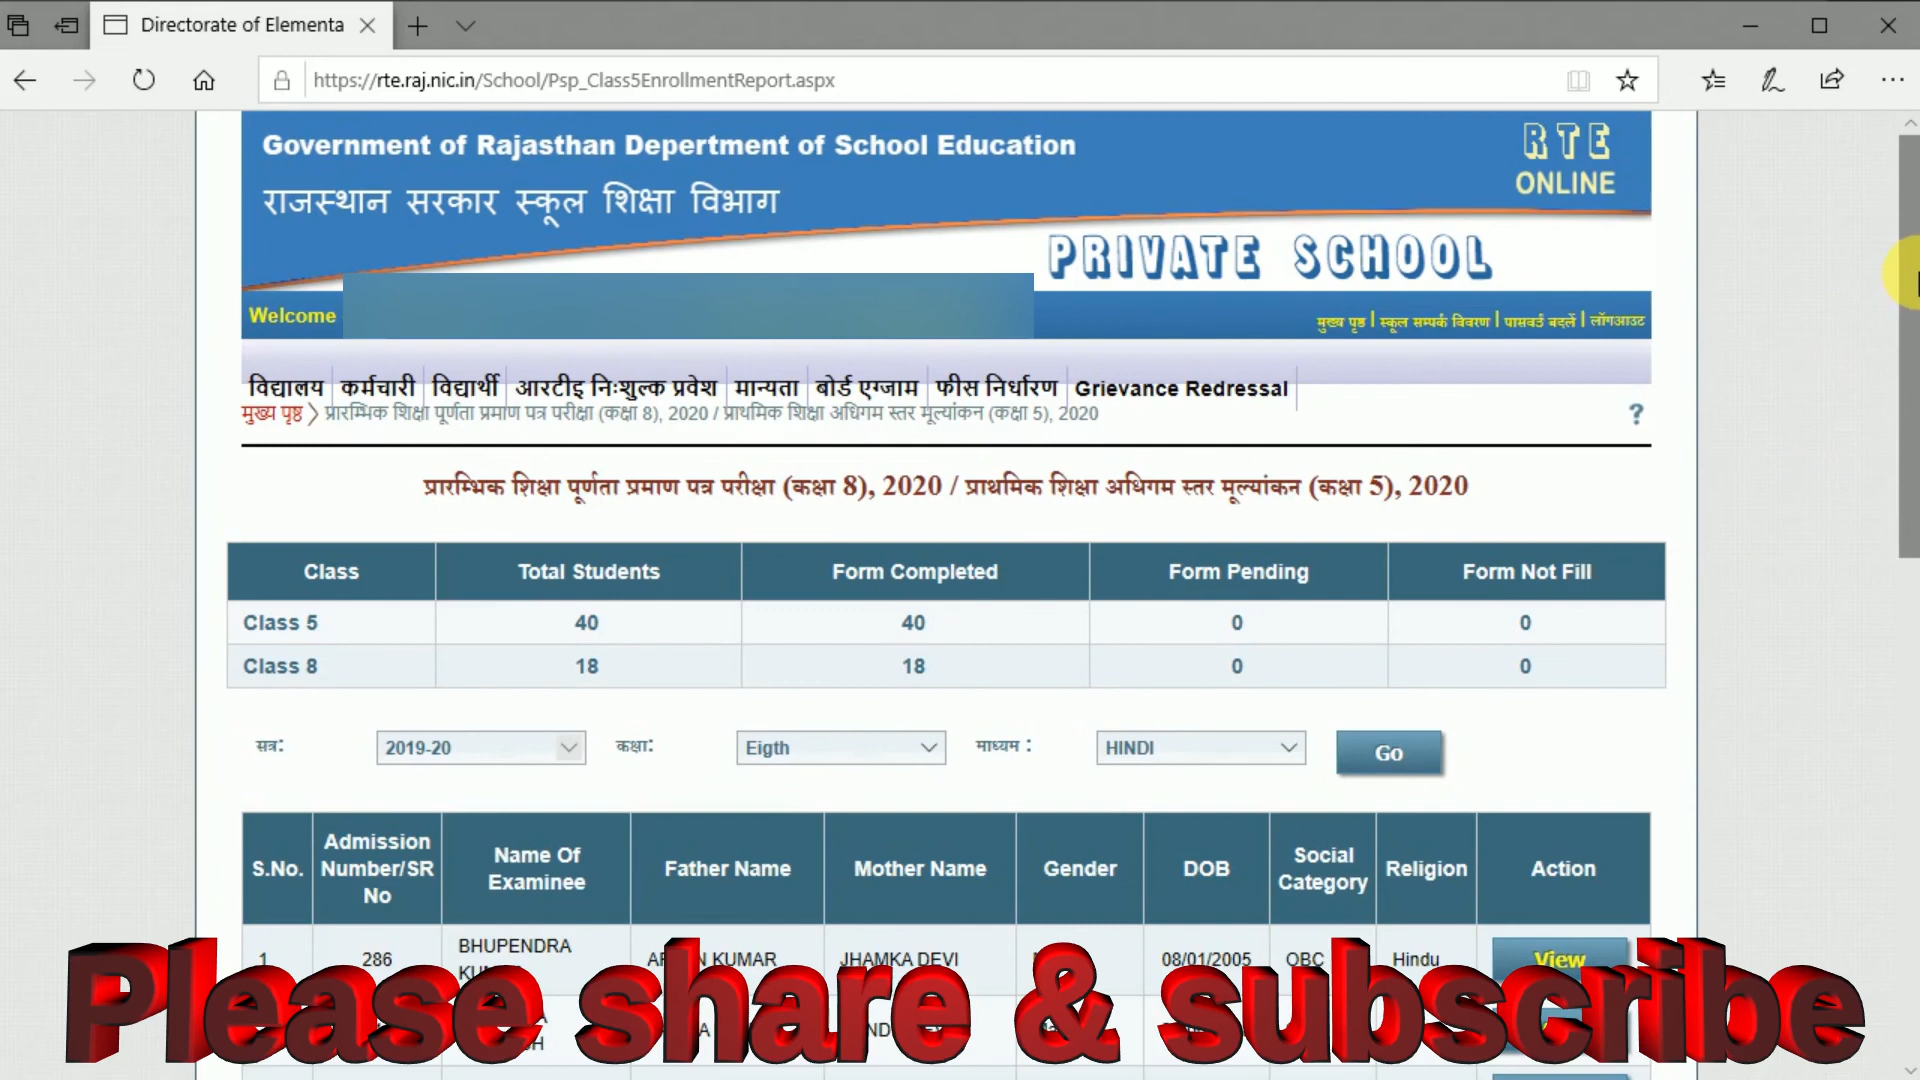 Directorate of Elementa
https://rte.raj.nic.in/School/Psp_Class5EnrollmentReport.aspx
Government of Rajasthan Depertment of School Education
RTE
ONLINE
राजस्थान सरकार स्कूल शिक्षा विभाग
PRIVATE SCHOOL
Welcome
मुख्य पृष्ठ | स्कूल सम्पर्क विवरण | पासवर्ड बदलें | लॉगआउट
विद्यालय कर्मचारी विद्यार्थी आरटीइ निःशुल्क प्रवेश मान्यता बोर्ड एग्जाम फीस निर्धारण Grievance Redressal
मुख्य पृष्ठ 〉 प्रारम्भिक शिक्षा पूर्णता प्रमाण पत्र परीक्षा (कक्षा 8), 2020 / प्राथमिक शिक्षा अधिगम स्तर मूल्यांकन (कक्षा 5), 2020 ?
प्रारम्भिक शिक्षा पूर्णता प्रमाण पत्र परीक्षा (कक्षा 8), 2020 / प्राथमिक शिक्षा अधिगम स्तर मूल्यांकन (कक्षा 5), 2020
Class Total Students Form Completed Form Pending Form Not Fill
Class 5 40 40 0 0
Class 8 18 18 0 0
सत्र: 2019-20 कक्षा: Eigth माध्यम : HINDI Go
S.No. Admission Number/SR No Name Of Examinee Father Name Mother Name Gender DOB Social Category Religion Action
1 286 BHUPENDRA KUMAR JHAMKA DEVI 08/01/2005 OBC Hindu View
Please share & subscribe